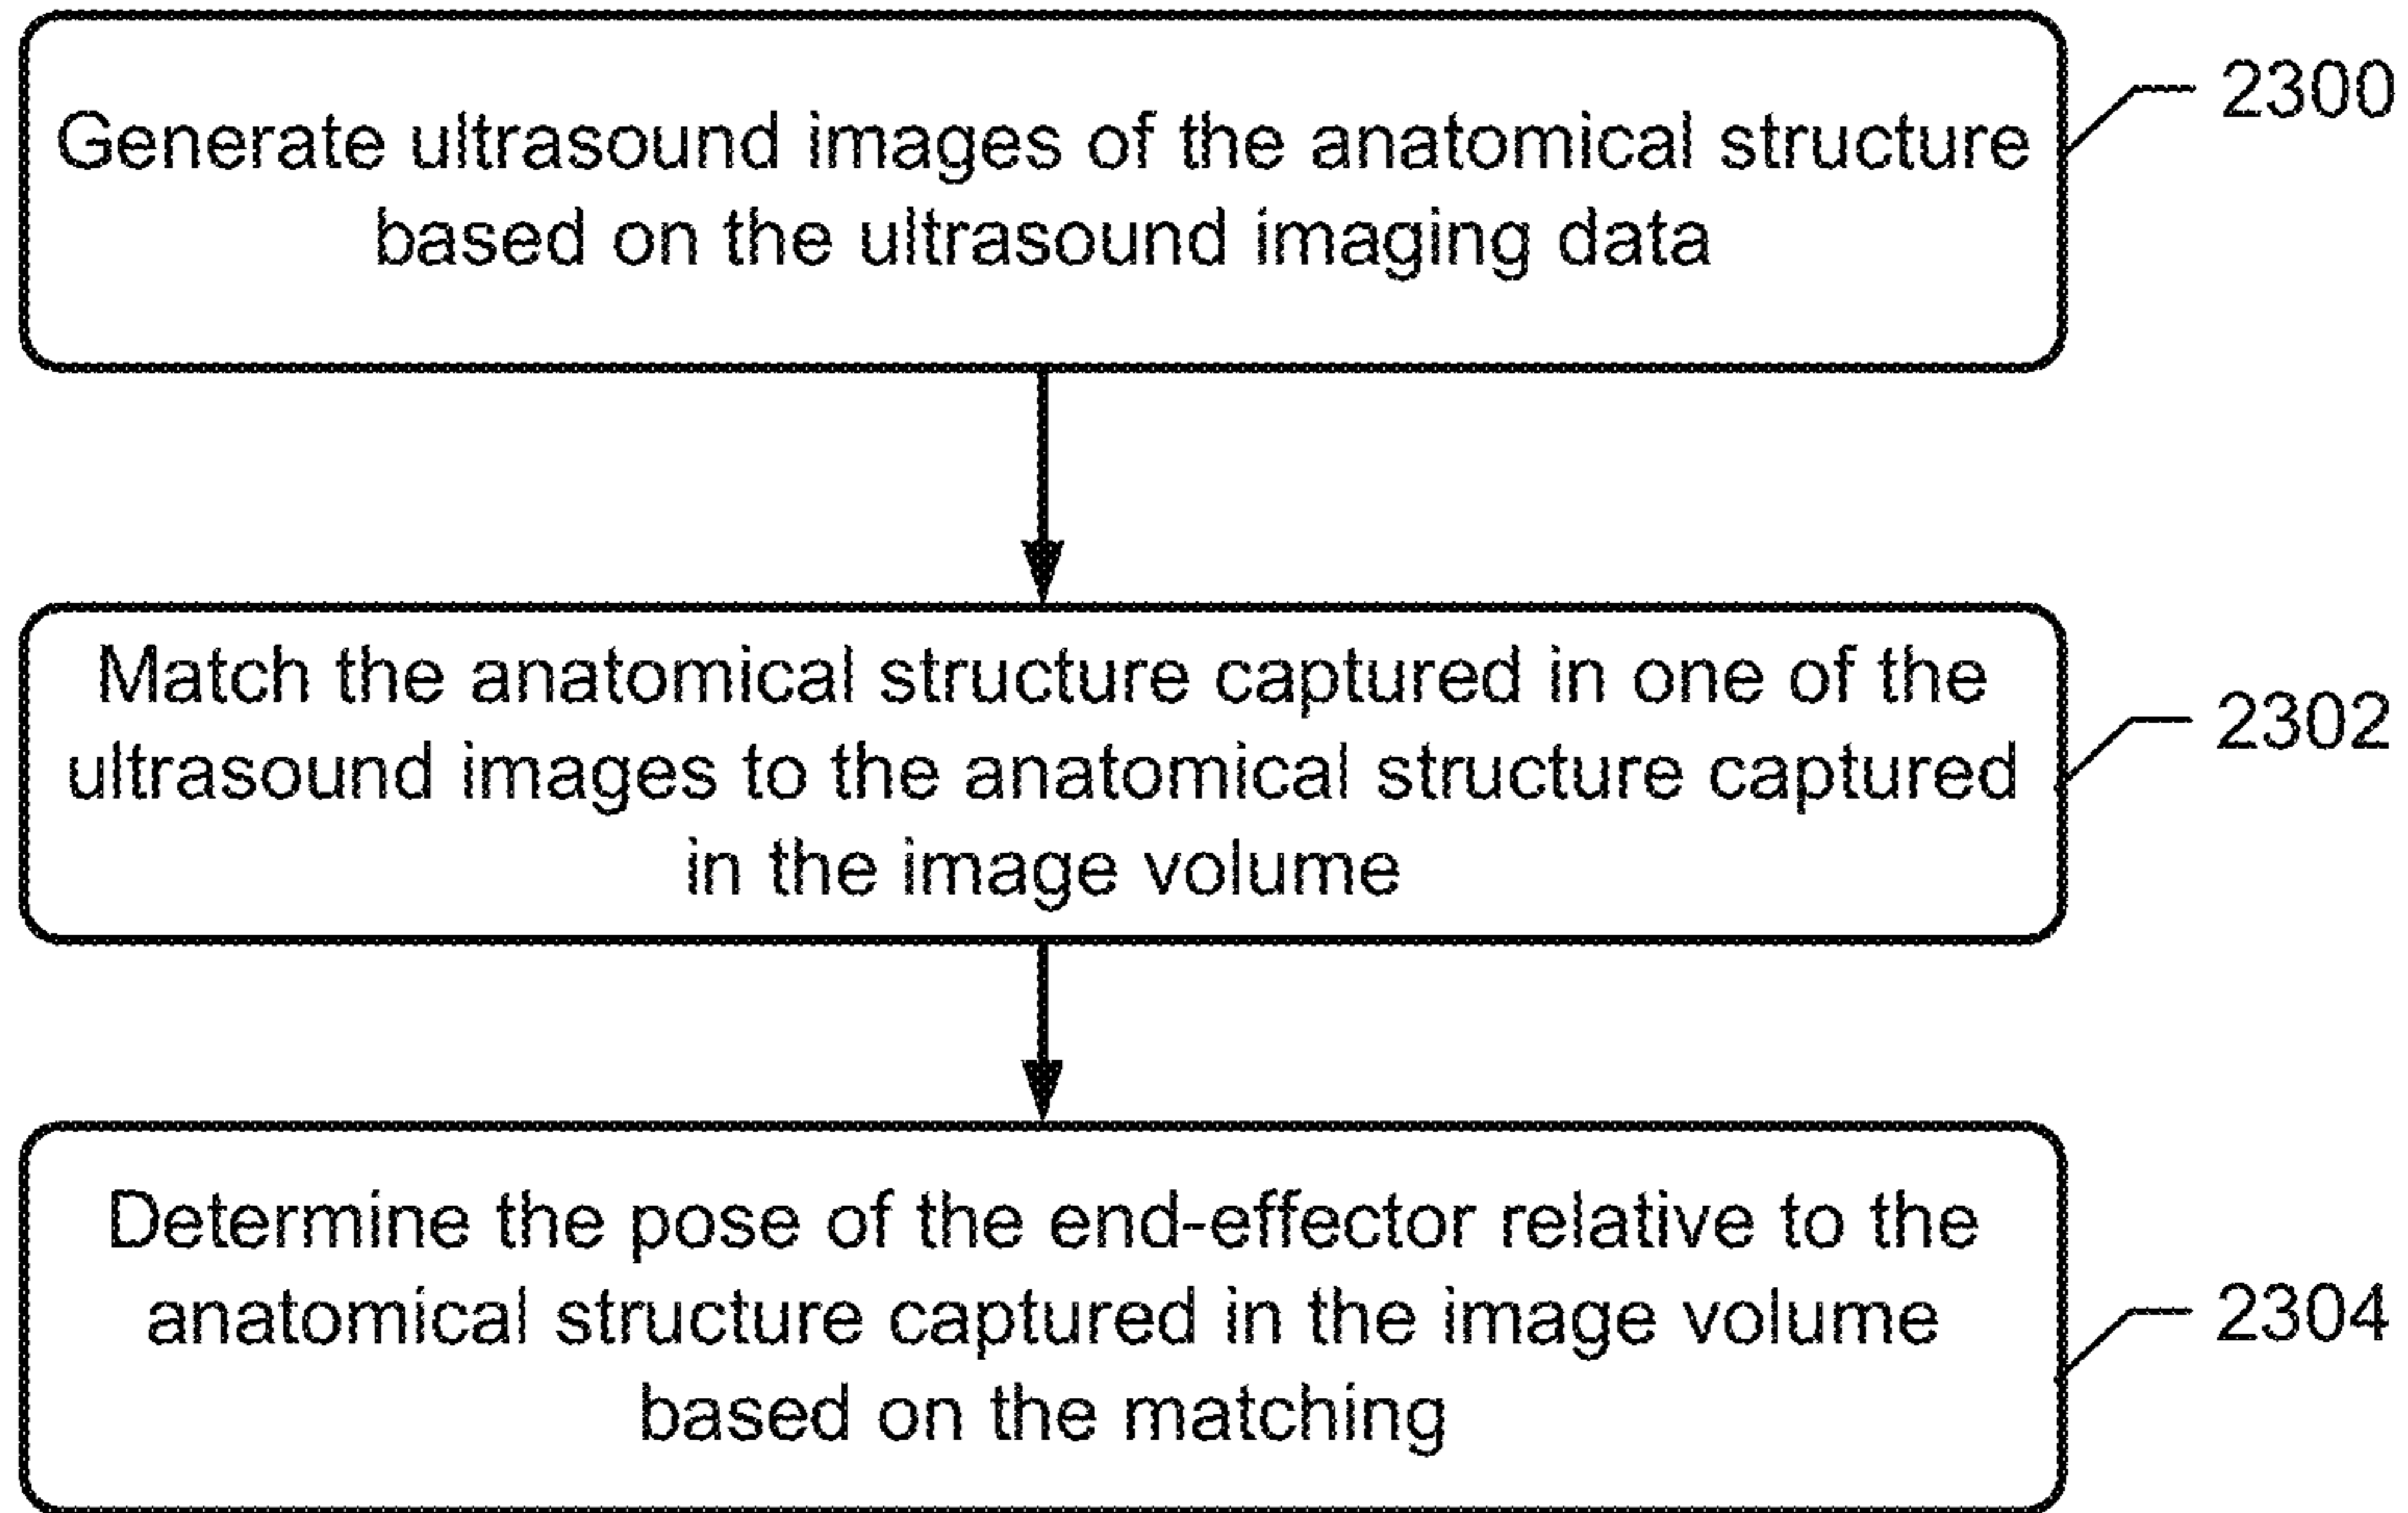 Generate ultrasound images of the anatomical structure
based on the ultrasound imaging data
2300
Match the anatomical structure captured in one of the
ultrasound images to the anatomical structure captured
in the image volume
2302
Determine the pose of the end-effector relative to the
anatomical structure captured in the image volume
based on the matching
2304